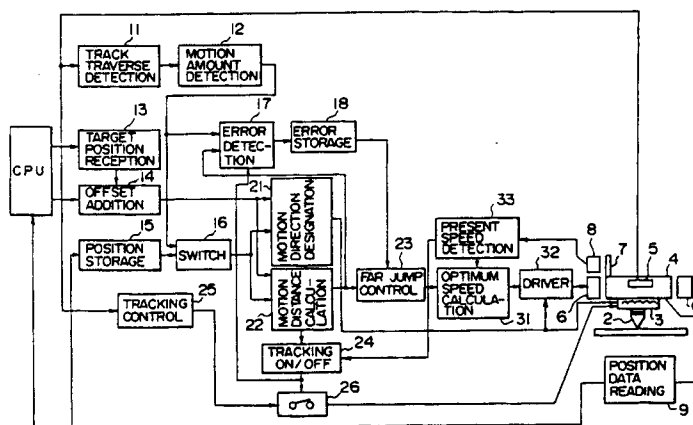 11
TRACK
TRAVERSE
DETECTION
12
MOTION
AMOUNT
DETECTION
13
TARGET
POSITION
RECEPTION
CPU
14
OFFSET
ADDITION
15
POSITION
STORAGE
16
SWITCH
17
ERROR
DETEC-
TION
18
ERROR
STORAGE
21
MOTION
DIRECTION
DESIGNATION
22
MOTION
DISTANCE
CALCU-
LATION
23
FAR JUMP
CONTROL
33
PRESENT
SPEED
DETECTION
OPTIMUM
SPEED
CALCULATION
31
32
DRIVER
8
7
5
4
6
6
3
2
25
TRACKING
CONTROL
24
TRACKING
ON/OFF
26
POSITION
DATA
READING
9